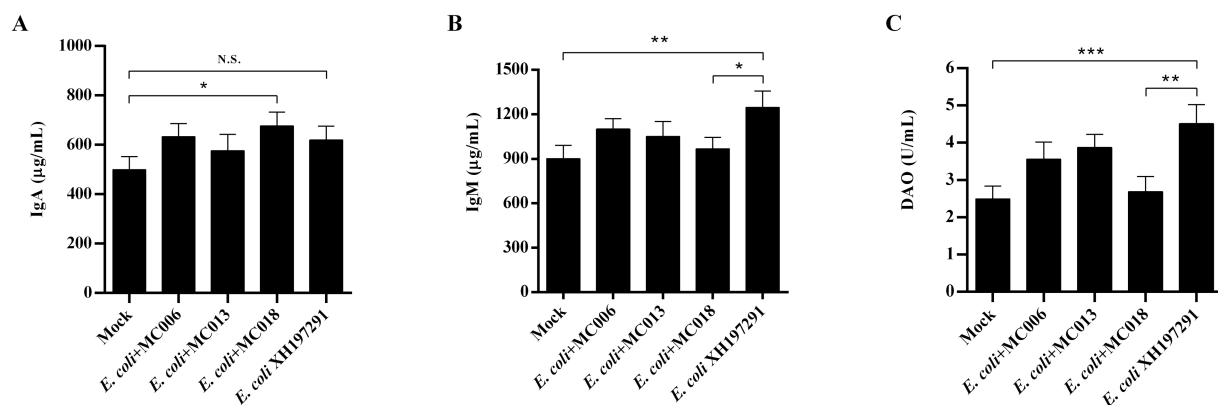 A
IgA (μg/mL)
1000
800
600
400
200
0
N.S.
*
Mock
E. coli+MC006
E. coli+MC013
E. coli+MC018
E. coli XH197291
B
IgM (μg/mL)
1500
1200
900
600
300
0
**
*
Mock
E. coli+MC006
E. coli+MC013
E. coli+MC018
E. coli XH197291
C
DAO (U/mL)
6
5
4
3
2
1
0
***
**
Mock
E. coli+MC006
E. coli+MC013
E. coli+MC018
E. coli XH197291